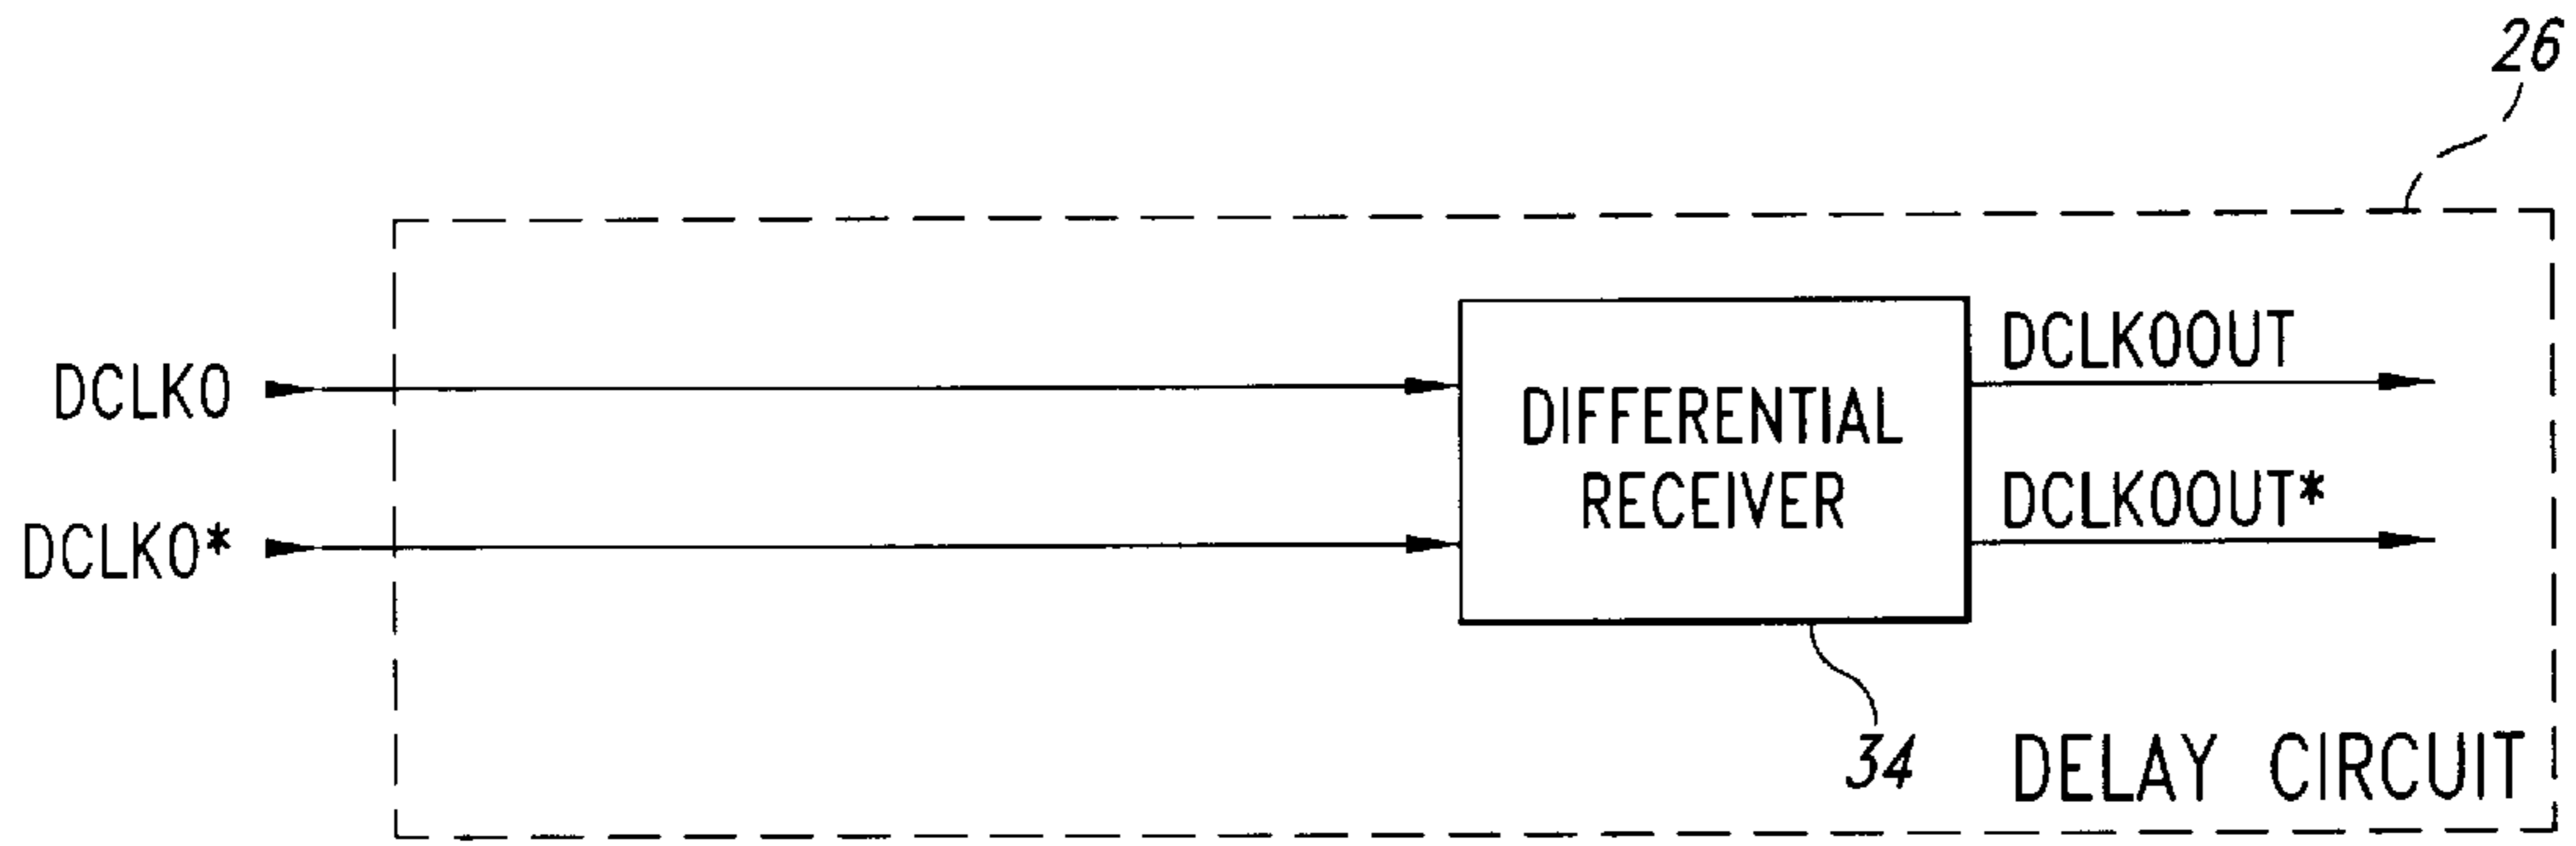 26
DCLK0
DCLK0*
DIFFERENTIAL
RECEIVER
DCLK0OUT
DCLK0OUT*
34
DELAY CIRCUIT